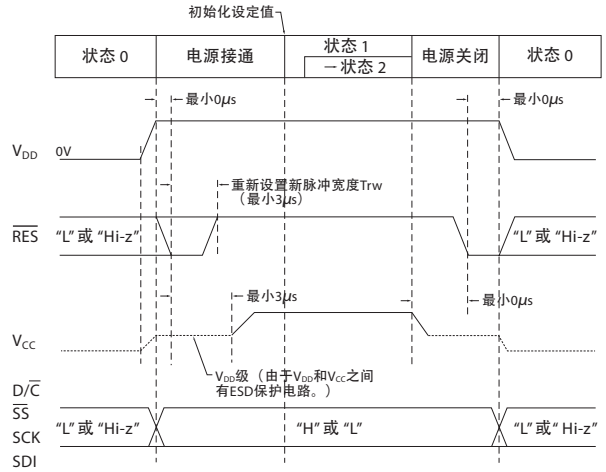 初始化设定值
状态 0
电源接通
状态 1
状态 2
电源关闭
状态 0
最小0μs
最小0μs
V_DD
0V
重新设置新脉冲宽度Trw
（最小3μs）
RES
“L” 或 “Hi-z”
“L” 或 “Hi-z”
最小3μs
最小0μs
V_CC
V_DD级（由于V_DD和V_CC之间
有ESD保护电路。）
D/C
SS
SCK
SDI
“L” 或 “Hi-z”
“H” 或 “L”
“L” 或 “ Hi-z”